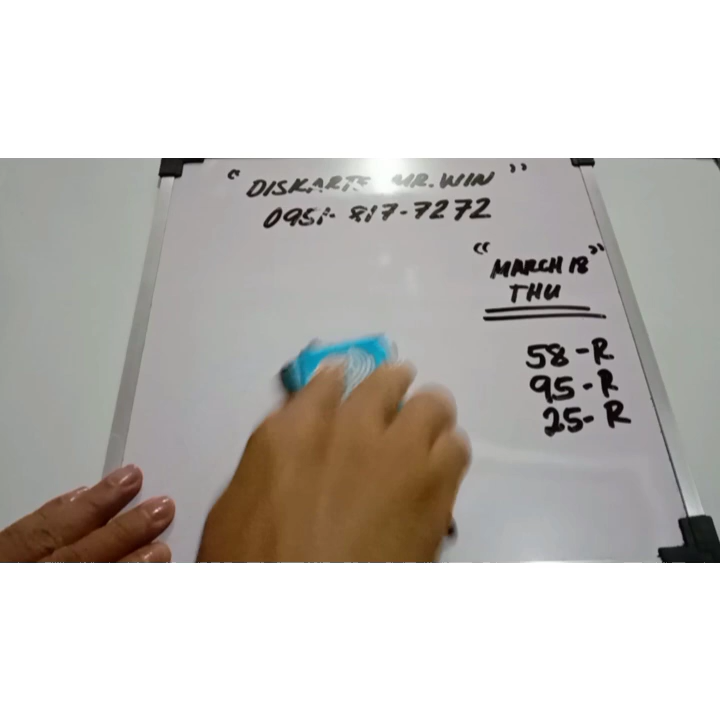 " DISKARTE MR. WIN "
0951- 817-7272
" MARCH 18 "
THU
58-R
95-R
25-R